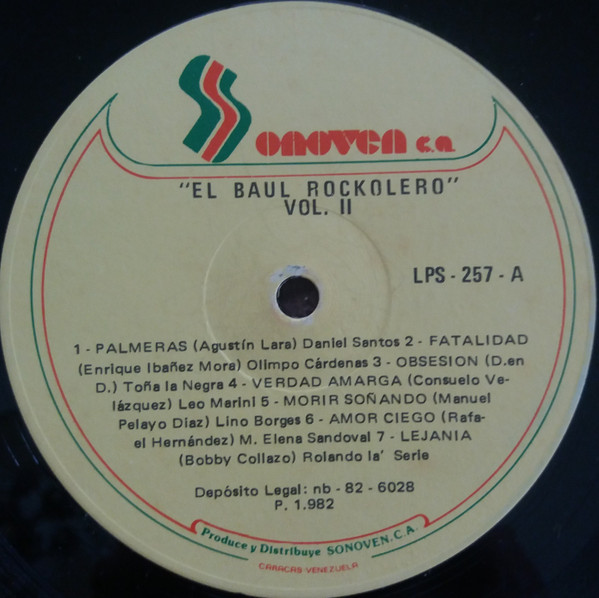 Sonoven C.A.
"EL BAUL ROCKOLERO"
VOL. II
LPS - 257 - A
1 - PALMERAS (Agustín Lara) Daniel Santos 2 - FATALIDAD
(Enrique Ibañez Mora) Olimpo Cárdenas 3 - OBSESION (D.en
D.) Toña la Negra 4 - VERDAD AMARGA (Consuelo Ve-
lázquez) Leo Marini 5 - MORIR SOÑANDO (Manuel
Pelayo Díaz) Lino Borges 6 - AMOR CIEGO (Rafa-
el Hernández) M. Elena Sandoval 7 - LEJANIA
(Bobby Collazo) Rolando la' Serie
Depósito Legal: nb - 82 - 6028
P. 1.982
Produce y Distribuye SONOVEN, C.A.
CARACAS VENEZUELA